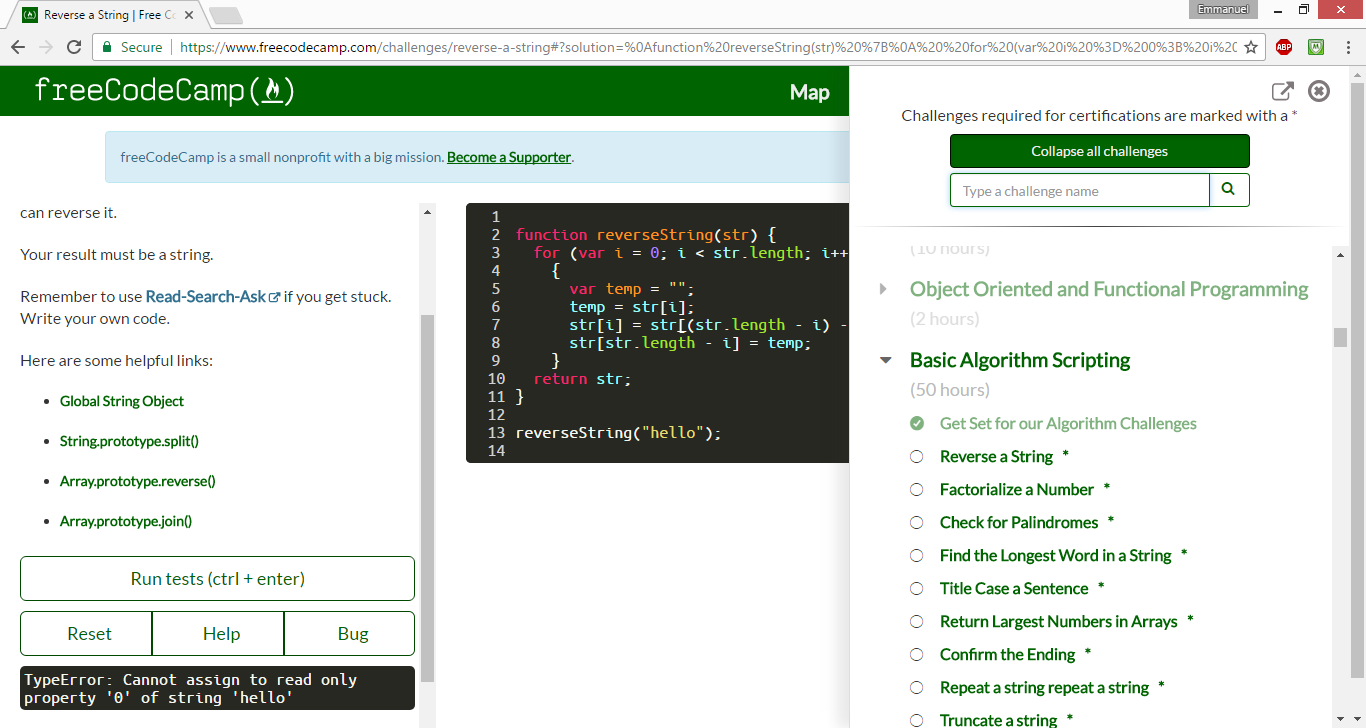 Reverse a String | Free C
Emmanuel
Secure
https://www.freecodecamp.com/challenges/reverse-a-string#?solution=%0Afunction%20reverseString(str)%20%7B%0A%20%20for%20(var%20i%20%3D%200%3B%20i%20
ABP
freeCodeCamp
Map
freeCodeCamp is a small nonprofit with a big mission. Become a Supporter.
can reverse it.
Your result must be a string.
Remember to use Read-Search-Ask if you get stuck.
Write your own code.
Here are some helpful links:
Global String Object
String.prototype.split()
Array.prototype.reverse()
Array.prototype.join()
Run tests (ctrl + enter)
Reset Help Bug
TypeError: Cannot assign to read only
property '0' of string 'hello'
1
2 function reverseString(str) {
3 for (var i = 0; i < str.length; i++
4 {
5 var temp = "";
6 temp = str[i];
7 str[i] = str[(str.length - i) -
8 str[str.length - i] = temp;
9 }
10 return str;
11 }
12
13 reverseString("hello");
14
Challenges required for certifications are marked with a *
Collapse all challenges
Type a challenge name
(10 hours)
Object Oriented and Functional Programming
(2 hours)
Basic Algorithm Scripting
(50 hours)
Get Set for our Algorithm Challenges
Reverse a String *
Factorialize a Number *
Check for Palindromes *
Find the Longest Word in a String *
Title Case a Sentence *
Return Largest Numbers in Arrays *
Confirm the Ending *
Repeat a string repeat a string *
Truncate a string *